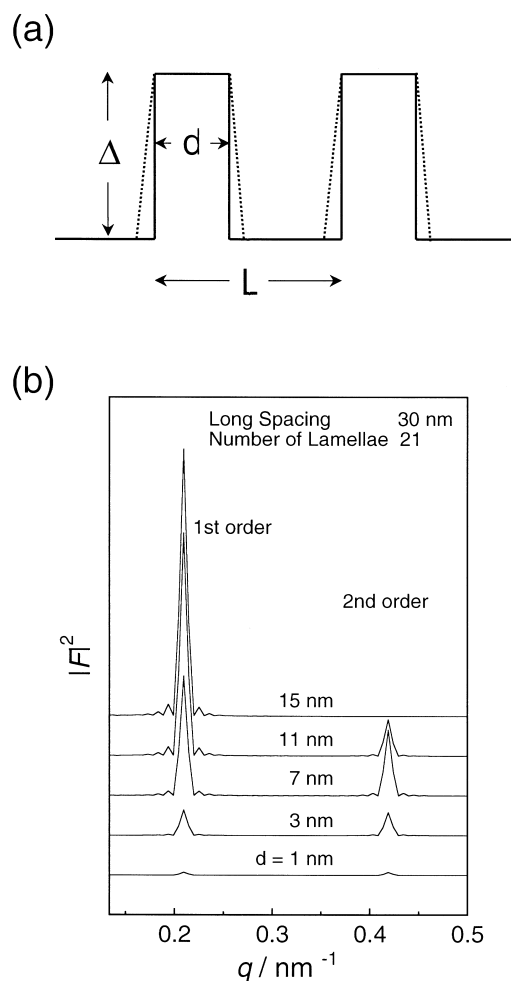 (a)
Δ
d
L
(b)
Long Spacing 30 nm
Number of Lamellae 21
1st order
2nd order
|F|²
15 nm
11 nm
7 nm
3 nm
d = 1 nm
0.2 0.3 0.4 0.5
q / nm⁻¹